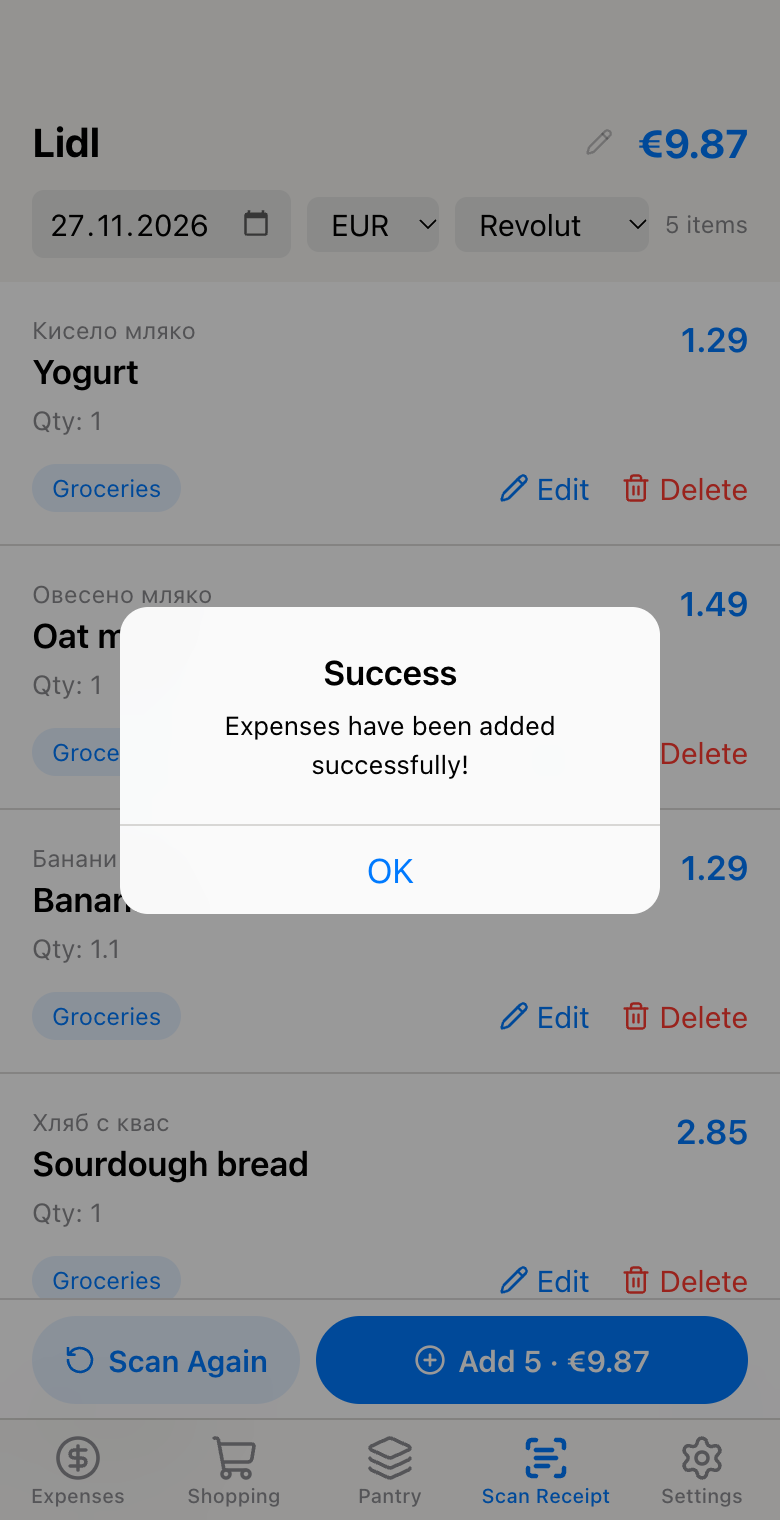 Lidl
€9.87
27.11.2026
EUR
Revolut
5 items
Кисело мляко
1.29
Yogurt
Qty: 1
Groceries
Edit
Delete
Овесено мляко
1.49
Oat m
Qty: 1
Groce
Delete
Success
Expenses have been added
successfully!
OK
Банани
1.29
Banan
Qty: 1.1
Groceries
Edit
Delete
Хляб с квас
2.85
Sourdough bread
Qty: 1
Groceries
Edit
Delete
Scan Again
Add 5 · €9.87
Expenses
Shopping
Pantry
Scan Receipt
Settings